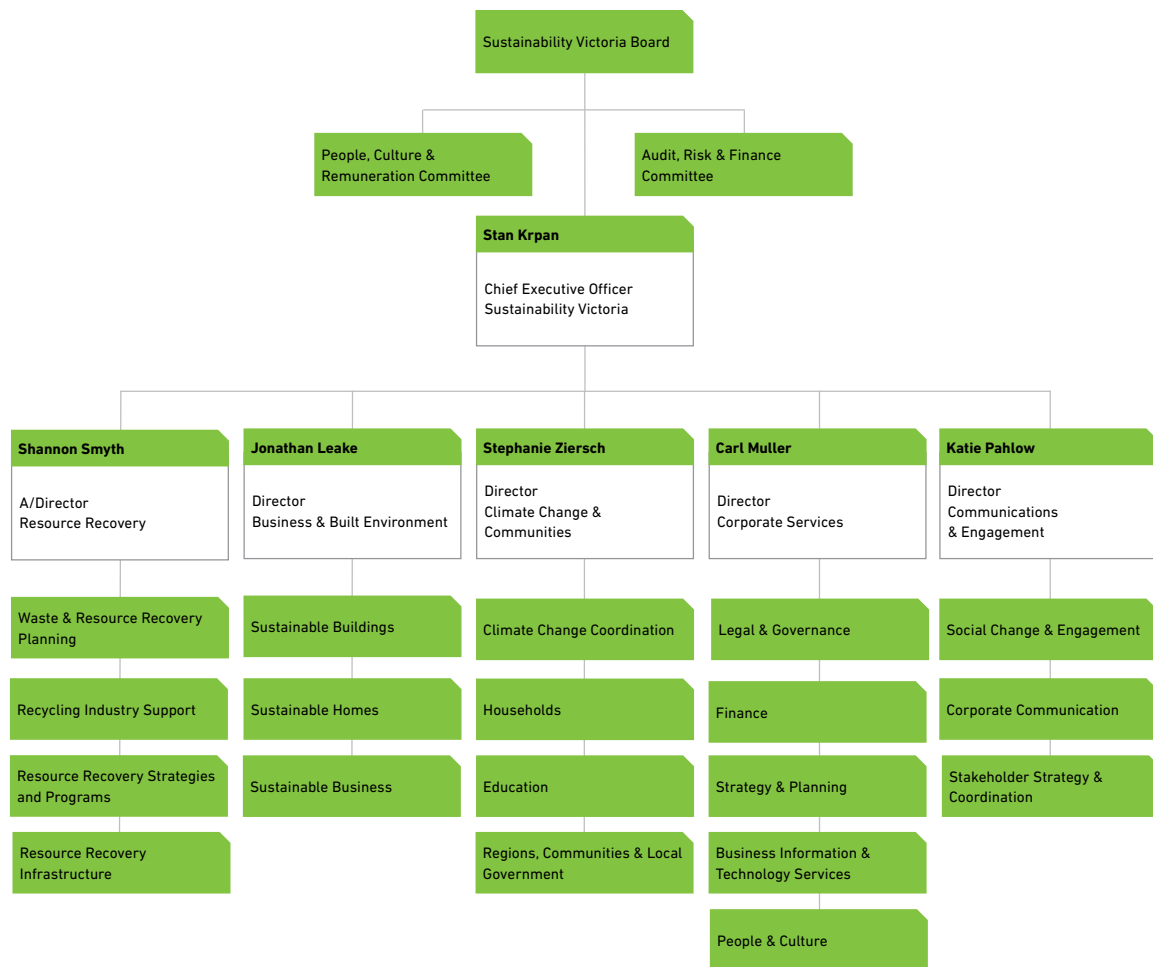 Sustainability Victoria Board
People, Culture &
Remuneration Committee
Audit, Risk & Finance
Committee
Stan Krpan
Chief Executive Officer
Sustainability Victoria
Shannon Smyth
A/Director
Resource Recovery
Waste & Resource Recovery
Planning
Recycling Industry Support
Resource Recovery Strategies
and Programs
Resource Recovery
Infrastructure
Jonathan Leake
Director
Business & Built Environment
Sustainable Buildings
Sustainable Homes
Sustainable Business
Stephanie Ziersch
Director
Climate Change &
Communities
Climate Change Coordination
Households
Education
Regions, Communities & Local
Government
Carl Muller
Director
Corporate Services
Legal & Governance
Finance
Strategy & Planning
Business Information &
Technology Services
People & Culture
Katie Pahlow
Director
Communications
& Engagement
Social Change & Engagement
Corporate Communication
Stakeholder Strategy &
Coordination